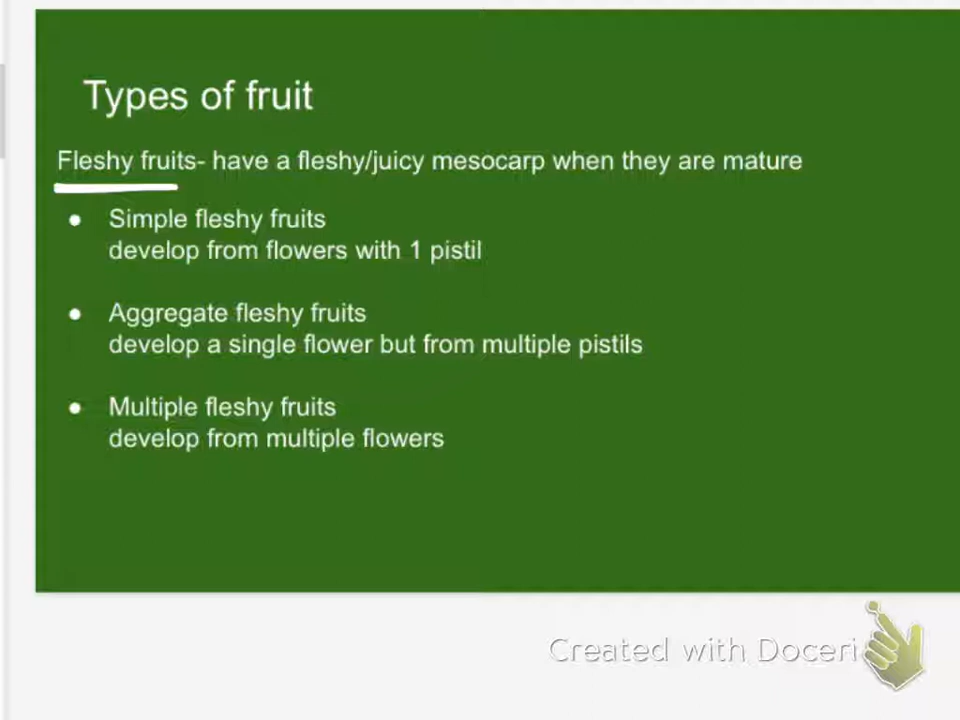 Types of fruit
Fleshy fruits- have a fleshy/juicy mesocarp when they are mature
● Simple fleshy fruits
develop from flowers with 1 pistil
● Aggregate fleshy fruits
develop a single flower but from multiple pistils
● Multiple fleshy fruits
develop from multiple flowers
Created with Doceri